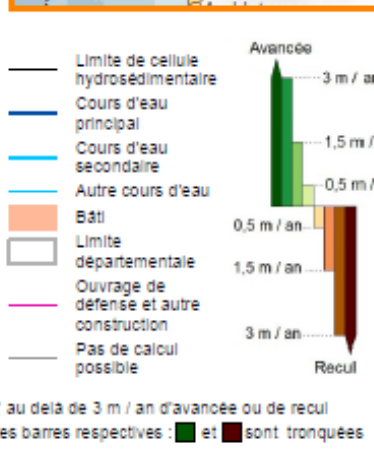 Limite de cellule
hydrosédimentaire
Cours d'eau
principal
Cours d'eau
secondaire
Autre cours d'eau
Bâti
Limite
départementale
Ouvrage de
défense et autre
construction
Pas de calcul
possible
Avancée
3 m / an
1,5 m /
0,5 m /
0,5 m / an
1,5 m / an
3 m / an
Recul
au delà de 3 m / an d'avancée ou de recul
es barres respectives : et sont tronquées